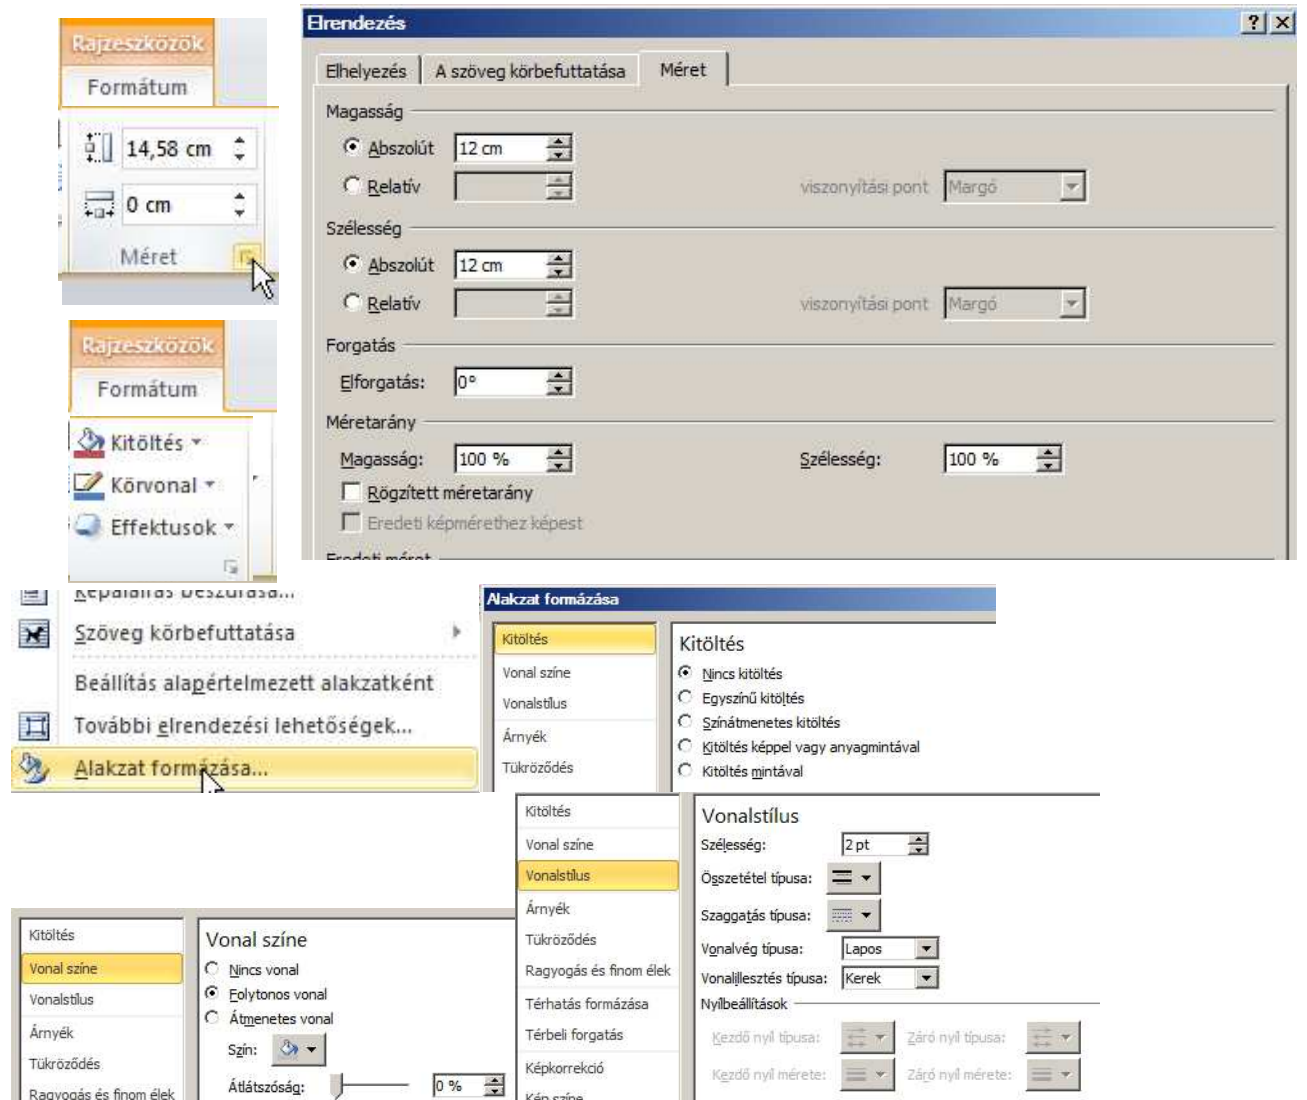 Rajzeszközök
Formátum
14,58 cm
0 cm
Méret
Elrendezés
Elhelyezés
A szöveg körbefuttatása
Méret
Magasság
Abszolút 12 cm
Relatív viszonyítási pont Margó
Szélesség
Abszolút 12 cm
Relatív viszonyítási pont Margó
Forgatás
Elforgatás: 0°
Méretarány
Magasság: 100 % Szélesség: 100 %
Rögzített méretarány
Eredeti képmérethez képest
Eredeti méret
Rajzeszközök
Formátum
Kitöltés
Körvonal
Effektusok
Képaláírás beszúrása...
Szöveg körbefuttatása
Beállítás alapértelmezett alakzatként
További elrendezési lehetőségek...
Alakzat formázása...
Alakzat formázása
Kitöltés
Vonal színe
Vonalstílus
Árnyék
Tükröződés
Kitöltés
Nincs kitöltés
Egyszínű kitöltés
Színátmenetes kitöltés
Kitöltés képpel vagy anyagmintával
Kitöltés mintával
Kitöltés
Vonal színe
Vonalstílus
Árnyék
Tükröződés
Ragyogás és finom élek
Térhatás formázása
Térbeli forgatás
Képkorrekció
Kép színe
Vonalstílus
Szélesség: 2 pt
Összetétel típusa:
Szaggatás típusa:
Vonalvég típusa: Lapos
Vonalillesztés típusa: Kerek
Nyílbeállítások
Kezdő nyíl típusa: Záró nyíl típusa:
Kezdő nyíl mérete: Záró nyíl mérete:
Kitöltés
Vonal színe
Vonalstílus
Árnyék
Tükröződés
Ragyogás és finom élek
Vonal színe
Nincs vonal
Folytonos vonal
Átmenetes vonal
Szín:
Átlátszóság: 0 %